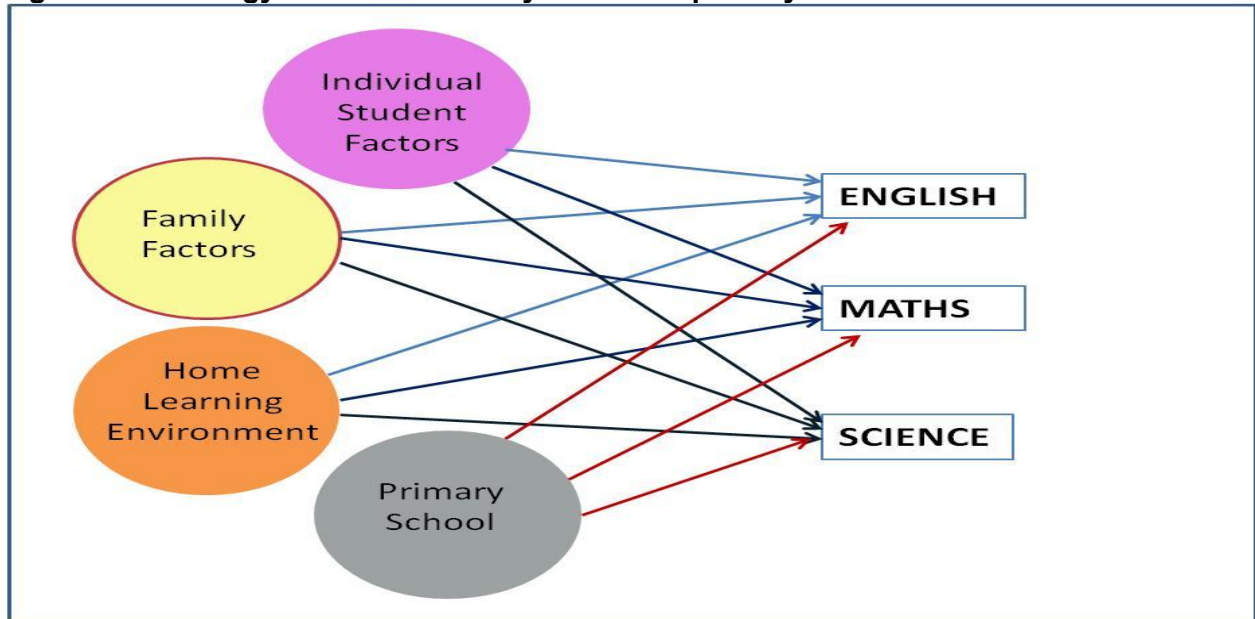 Individual
Student
Factors
Family
Factors
Home
Learning
Environment
Primary
School
ENGLISH
MATHS
SCIENCE